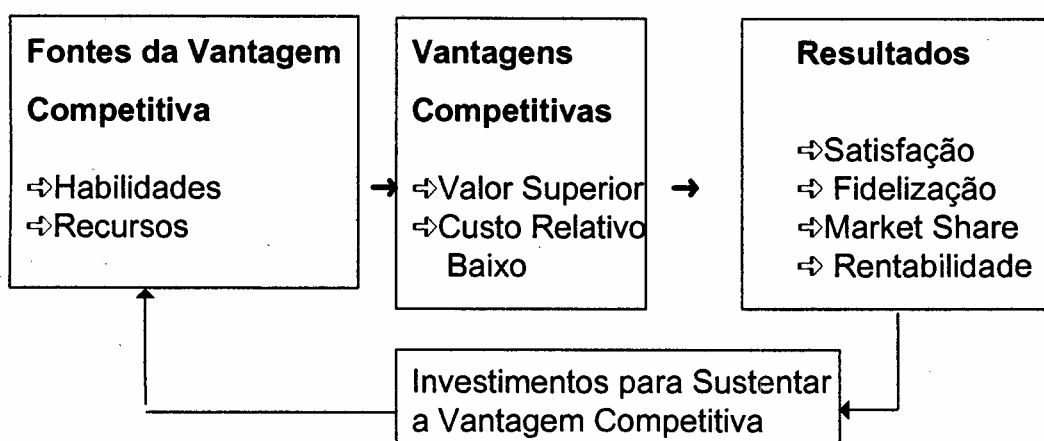 Fontes da Vantagem
Competitiva
➪Habilidades
➪Recursos
Vantagens
Competitivas
➪Valor Superior
➪Custo Relativo
Baixo
Resultados
➪Satisfação
➪ Fidelização
➪Market Share
➪ Rentabilidade
Investimentos para Sustentar
a Vantagem Competitiva